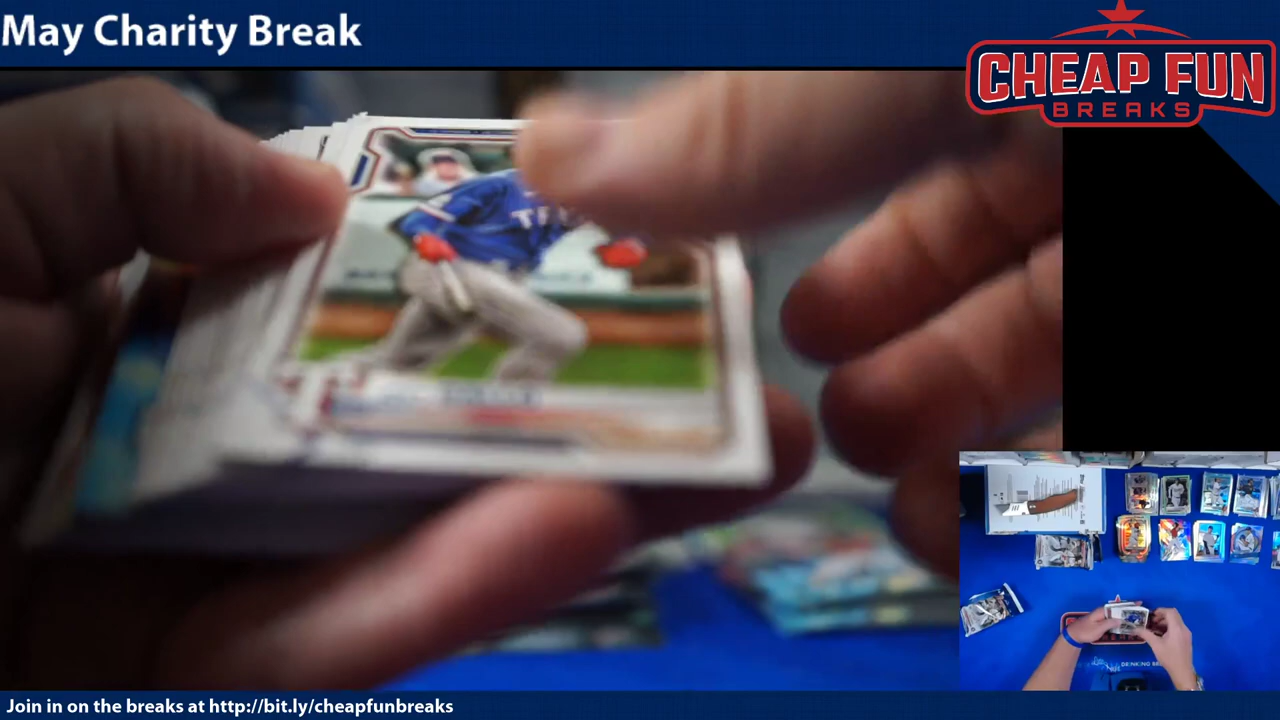 May Charity Break
CHEAP FUN
BREAKS
Join in on the breaks at http://bit.ly/cheapfunbreaks